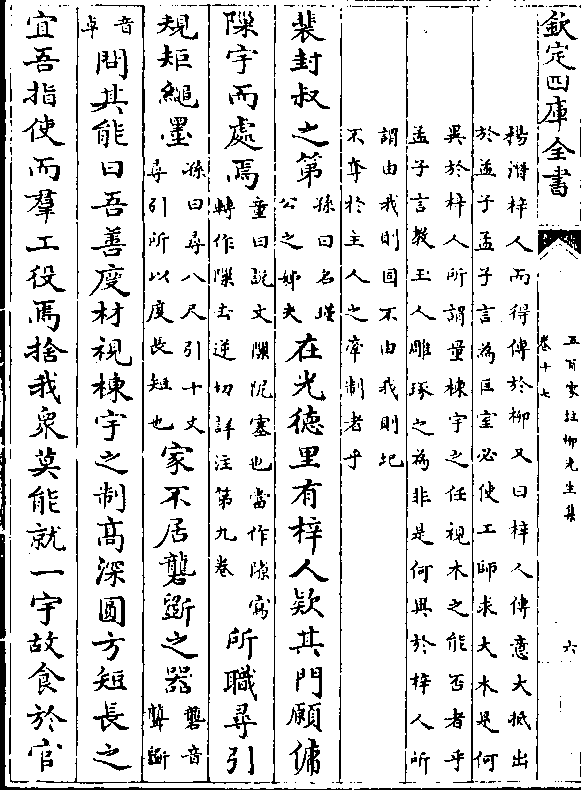 欽定四庫全書
五百家註柳先生集
卷十七
六
楊潛梓人而得傳於柳又曰梓人傳意大抵出
於孟子孟子言為巨室必使工師求大木是何
異於梓人所謂量棟宇之任視木之能否者乎
孟子言教玉人雕琢之為非是何異於梓人所
謂由我則固不由我則圮
不奪於主人之牽制者乎
裴封叔之第孫曰名瑾公之姊夫在光德里有梓人欵其門願傭
隟宇而處焉童曰説文隟阸塞也當作隙寫轉作隟去逆切詳注第九卷所職尋引
規矩繩墨孫曰尋八尺引十丈尋引所以度長短也家不居礱斲之器礱音聾斲
音卓問其能曰吾善度材視棟宇之制髙深圓方短長之
宜吾指使而羣工役焉捨我衆莫能就一宇故食於官